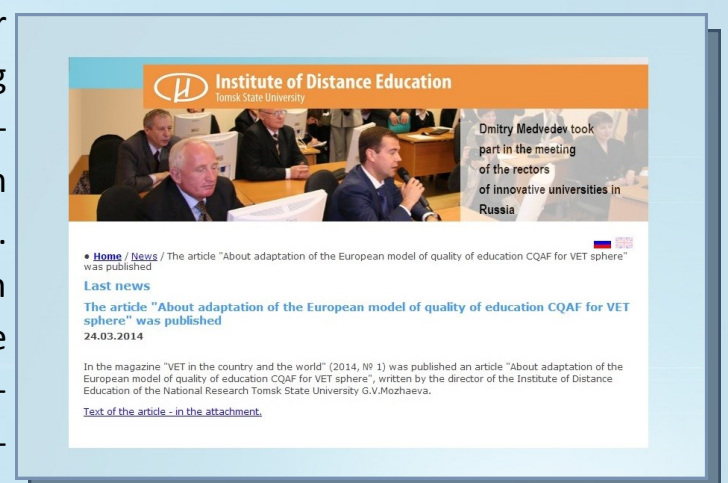 r
g
-
n
.
n
e
-
-
Institute of Distance Education
Tomsk State University
Dmitry Medvedev took
part in the meeting
of the rectors
of innovative universities in
Russia
• Home / News / The article "About adaptation of the European model of quality of education CQAF for VET sphere"
was published
Last news
The article "About adaptation of the European model of quality of education CQAF for VET
sphere" was published
24.03.2014
In the magazine "VET in the country and the world" (2014, № 1) was published an article "About adaptation of the
European model of quality of education CQAF for VET sphere", written by the director of the Institute of Distance
Education of the National Research Tomsk State University G.V.Mozhaeva.
Text of the article - in the attachment.